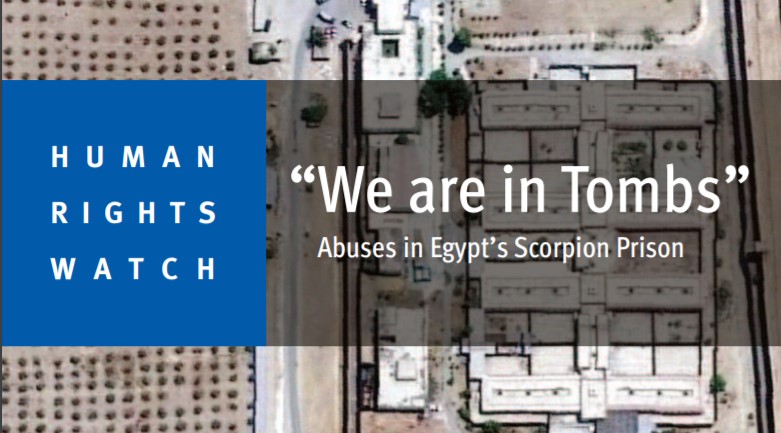 HUMAN
RIGHTS
WATCH
“We are in Tombs”
Abuses in Egypt’s Scorpion Prison